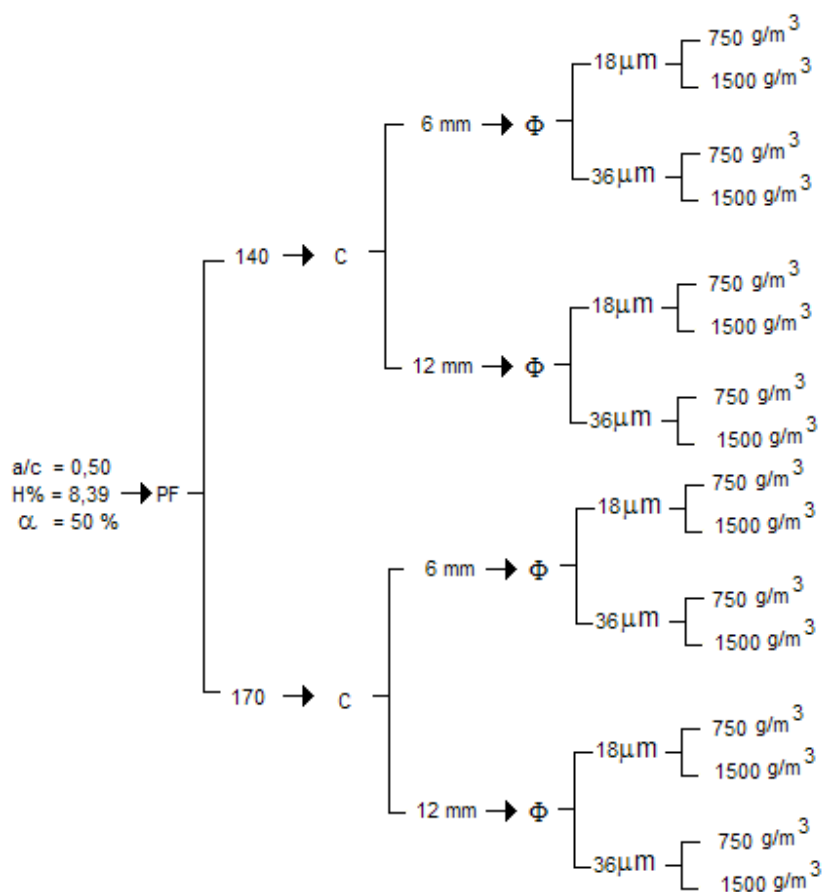 750 g/m³
18µm
1500 g/m³
6 mm
Φ
750 g/m³
36µm
1500 g/m³
140
C
750 g/m³
18µm
1500 g/m³
12 mm
Φ
750 g/m³
36µm
1500 g/m³
a/c = 0,50
H% = 8,39
PF
α = 50 %
750 g/m³
18µm
1500 g/m³
6 mm
Φ
750 g/m³
36µm
1500 g/m³
170
C
750 g/m³
18µm
1500 g/m³
12 mm
Φ
750 g/m³
36µm
1500 g/m³